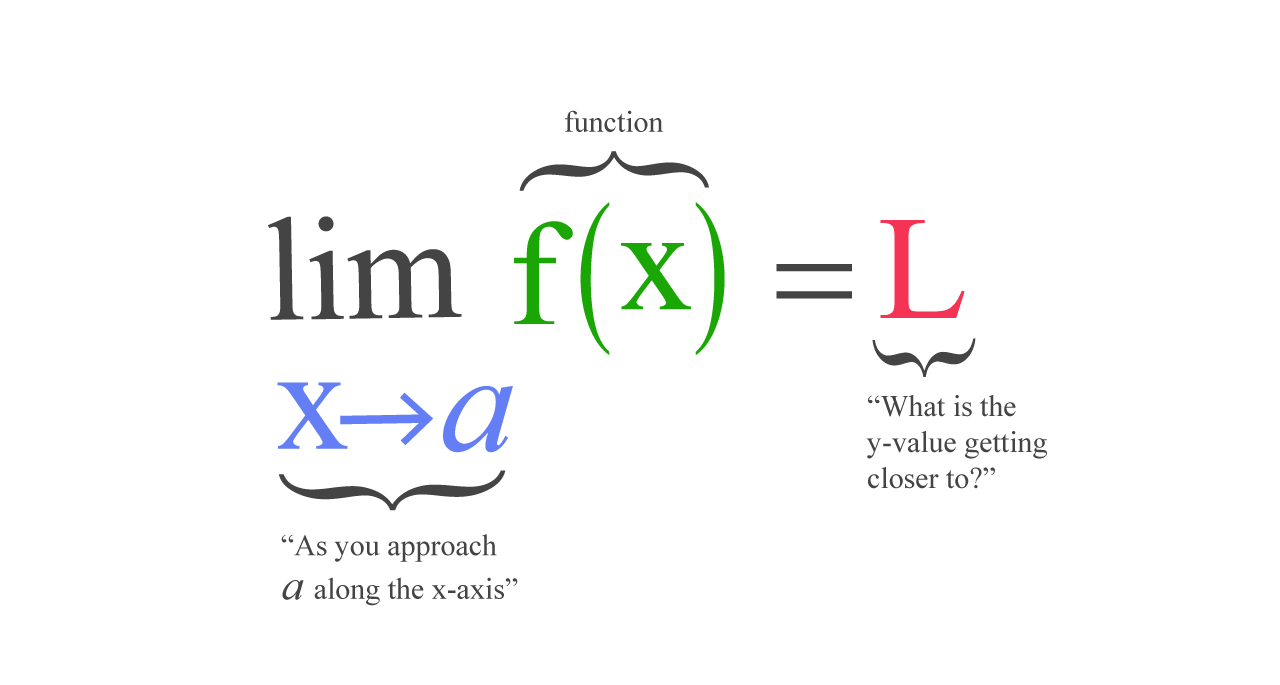 function
lim f(x) = L
x→a
“What is the
y-value getting
closer to?”
“As you approach
a along the x-axis”